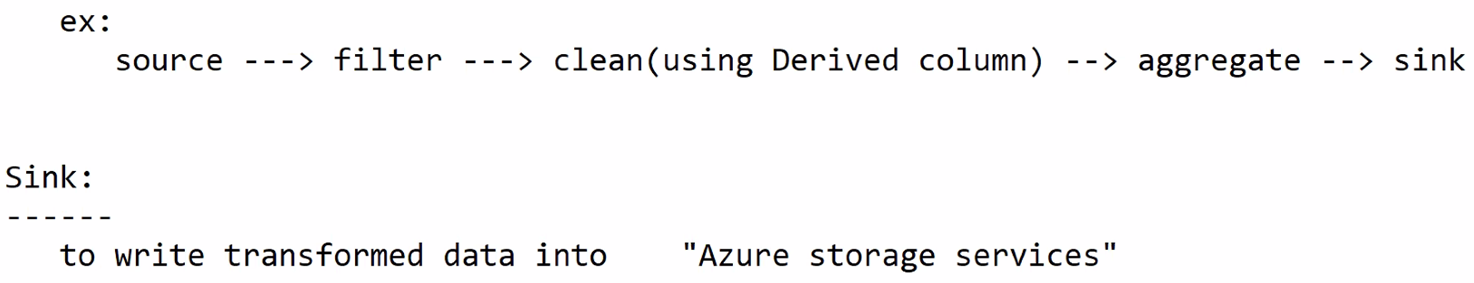 ex:
source ---> filter ---> clean(using Derived column) --> aggregate --> sink
Sink:
------
to write transformed data into    "Azure storage services"